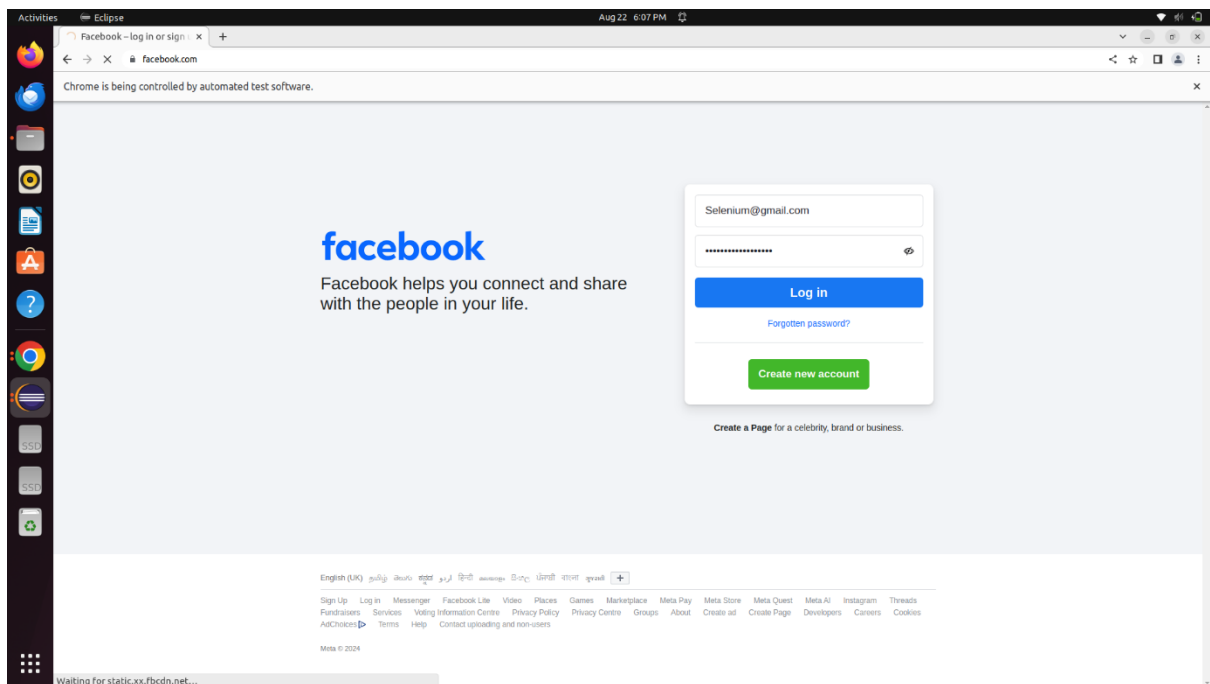 Activities Eclipse Aug 22 6:07 PM
Facebook – log in or sign u
facebook.com
Chrome is being controlled by automated test software.
Selenium@gmail.com
••••••••••••••••••
facebook
Facebook helps you connect and share
with the people in your life.
Log in
Forgotten password?
Create new account
Create a Page for a celebrity, brand or business.
SSD
SSD
English (UK) தமிழ் తెలుగు ಕನ್ನಡ اردو हिन्दी മലയാളം සිංහල ਪੰਜਾਬੀ বাংলা ગુજરાતી
Sign Up Log in Messenger Facebook Lite Video Places Games Marketplace Meta Pay Meta Store Meta Quest Meta AI Instagram Threads
Fundraisers Services Voting Information Centre Privacy Policy Privacy Centre Groups About Create ad Create Page Developers Careers Cookies
AdChoices Terms Help Contact uploading and non-users
Meta © 2024
Waiting for static.xx.fbcdn.net...